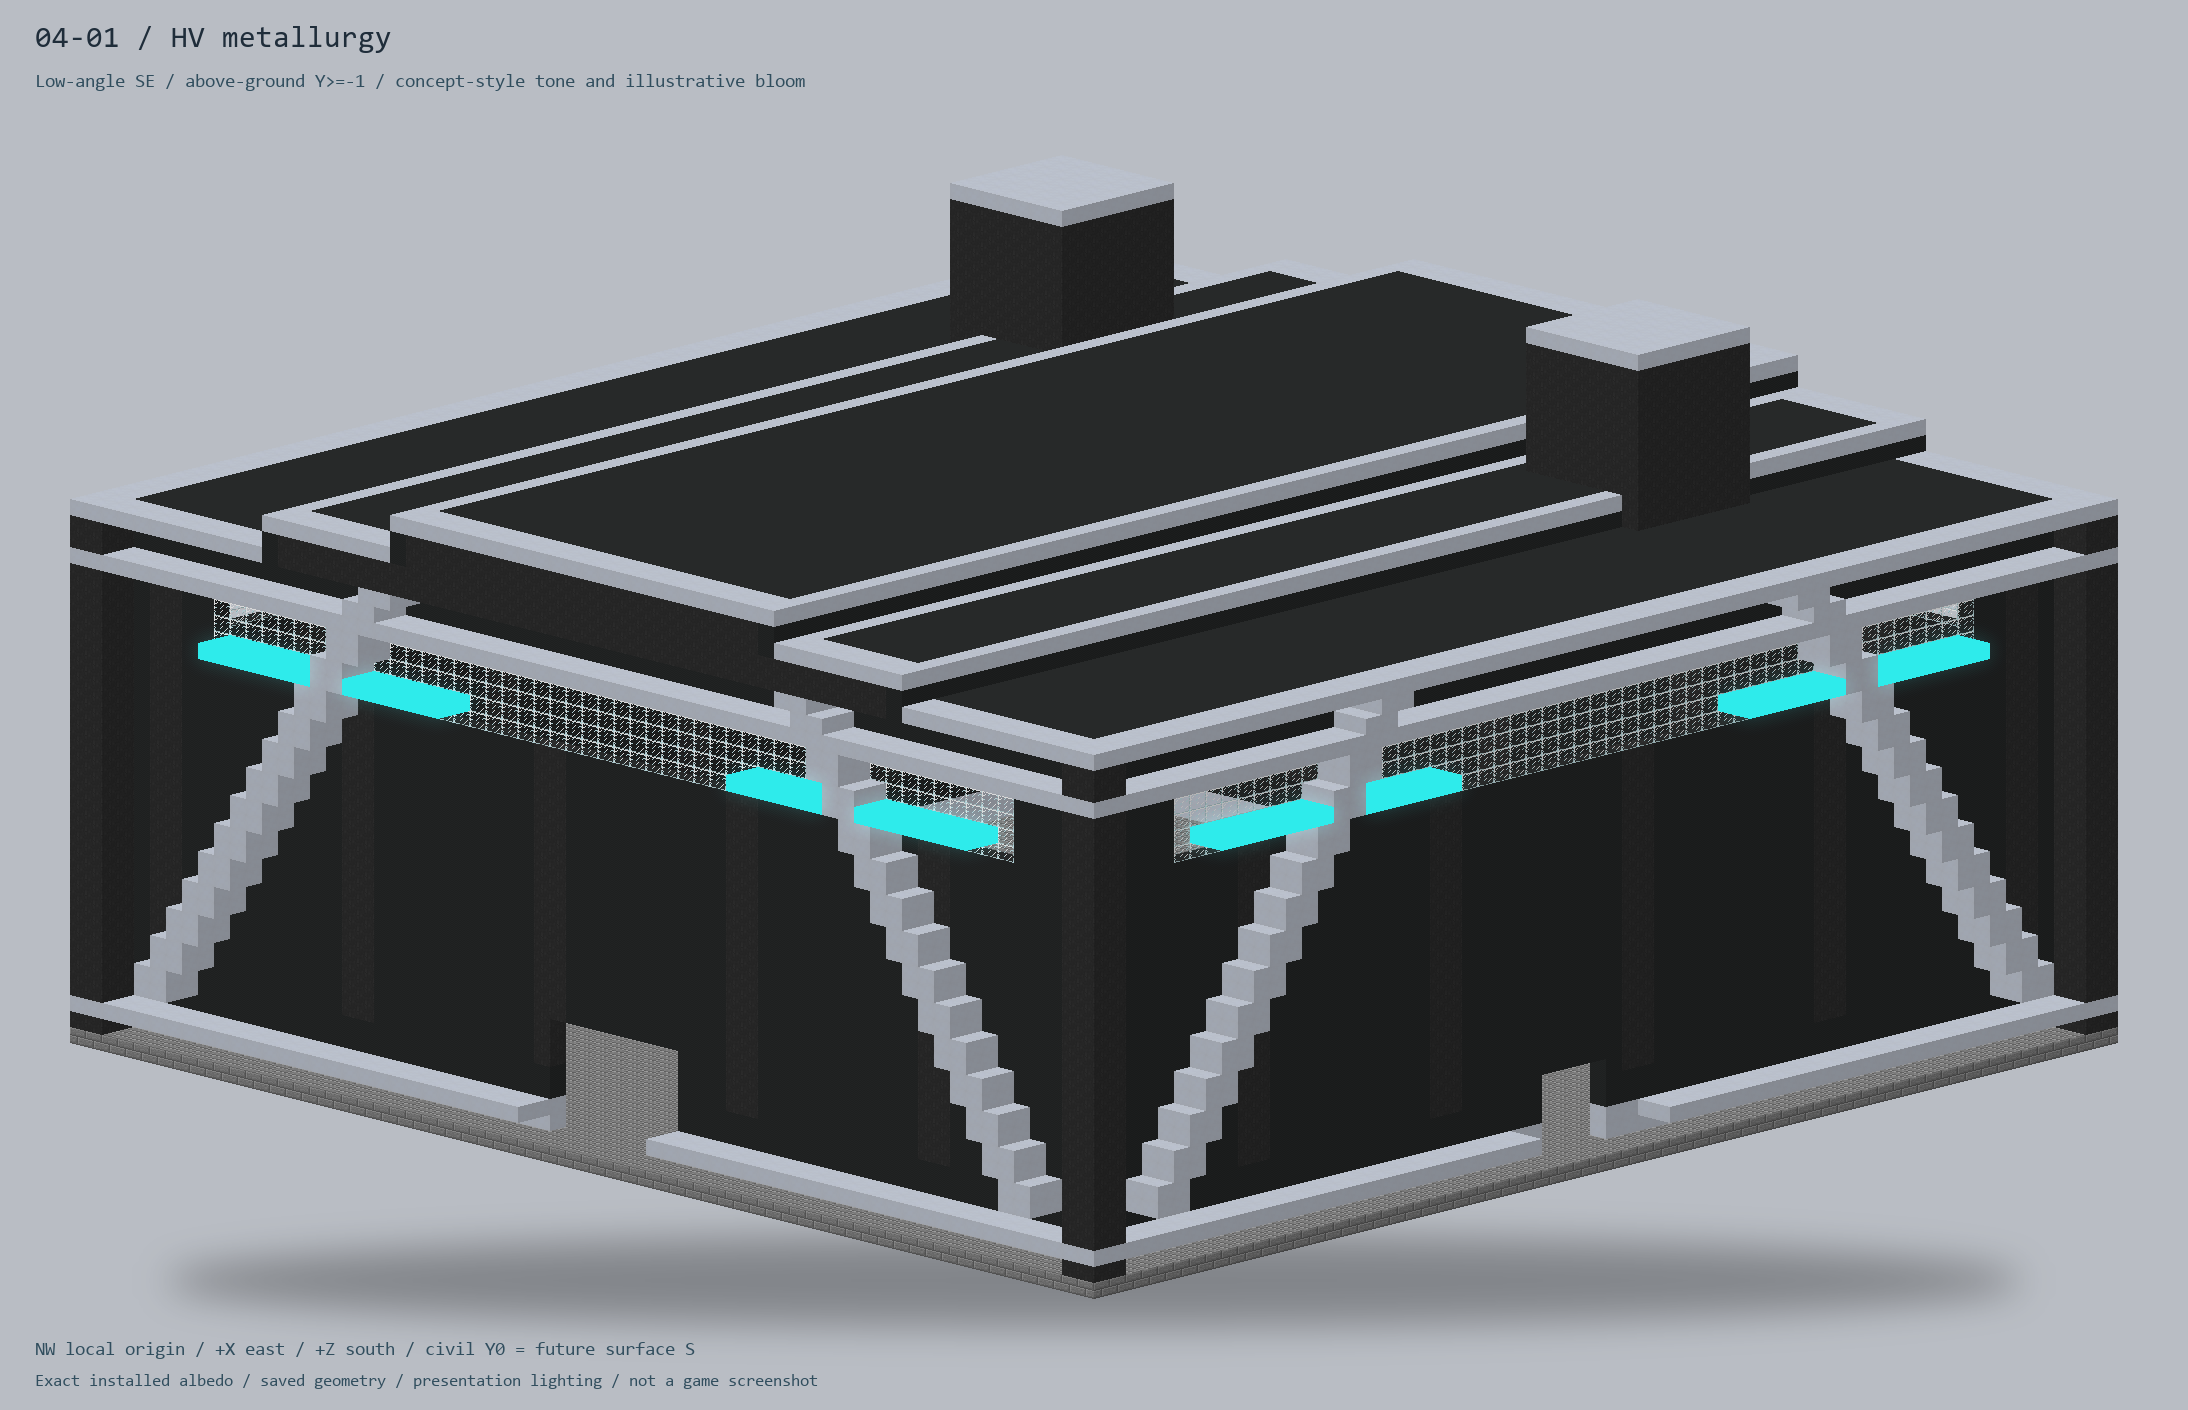 04-01 / HV metallurgy
Low-angle SE / above-ground Y>=-1 / concept-style tone and illustrative bloom
NW local origin / +X east / +Z south / civil Y0 = future surface S
Exact installed albedo / saved geometry / presentation lighting / not a game screenshot